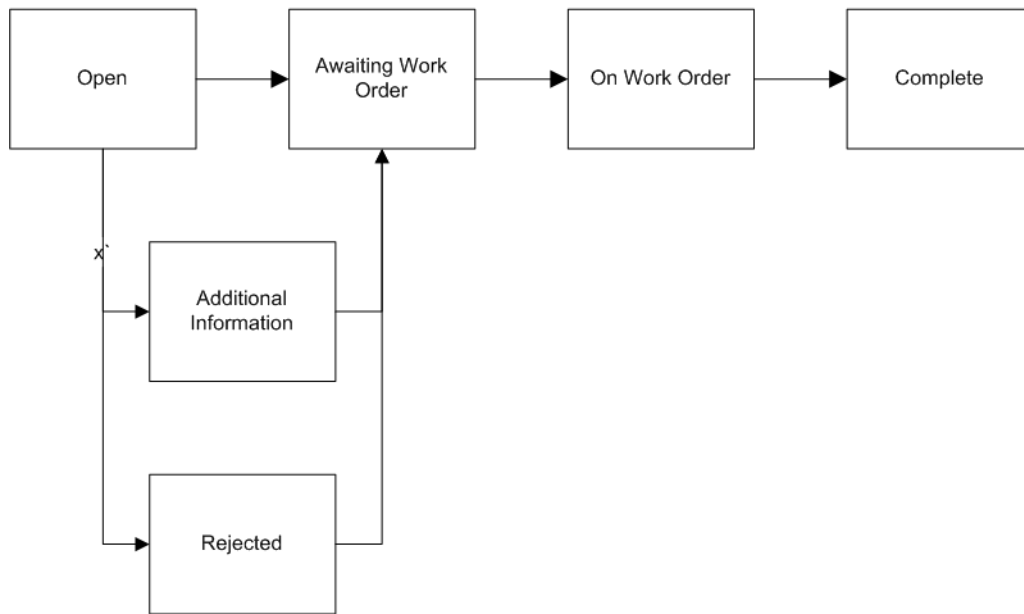 Open
Awaiting Work
Order
On Work Order
Complete
x`
Additional
Information
Rejected